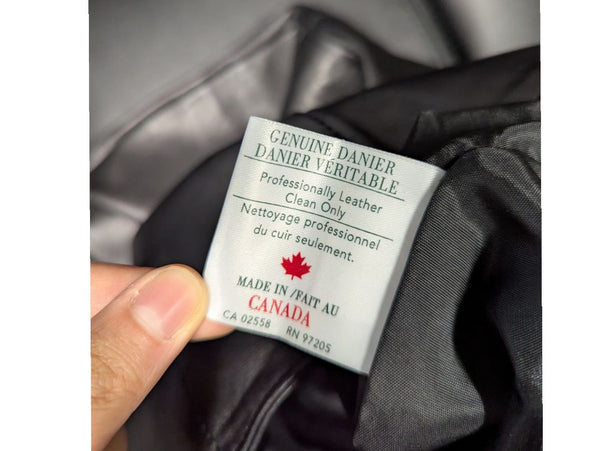 GENUINE DANIER
DANIER VÉRITABLE
Professionally Leather
Clean Only
Nettoyage professionnel
du cuir seulement.
MADE IN /FAIT AU
CANADA
CA 02558 RN 97205